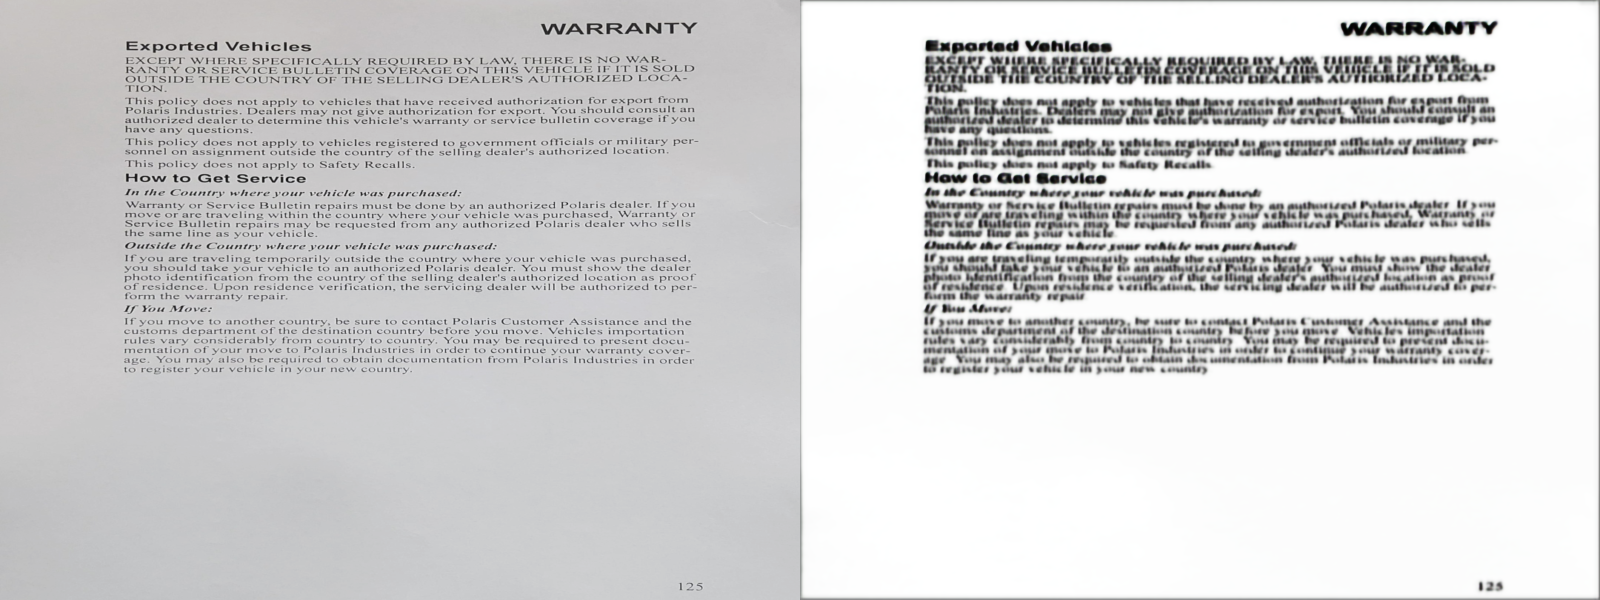 WARRANTY
Exported Vehicles
EXCEPT WHERE SPECIFICALLY REQUIRED BY LAW, THERE IS NO WAR-
RANTY OR SERVICE BULLETIN COVERAGE ON THIS VEHICLE IF IT IS SOLD
OUTSIDE THE COUNTRY OF THE SELLING DEALER'S AUTHORIZED LOCA-
TION.
This policy does not apply to vehicles that have received authorization for export from
Polaris Industries. Dealers may not give authorization for export. You should consult an
authorized dealer to determine this vehicle's warranty or service bulletin coverage if you
have any questions.
This policy does not apply to vehicles registered to government officials or military per-
sonnel on assignment outside the country of the selling dealer's authorized location.
This policy does not apply to Safety Recalls.
How to Get Service
In the Country where your vehicle was purchased:
Warranty or Service Bulletin repairs must be done by an authorized Polaris dealer. If you
move or are traveling within the country where your vehicle was purchased, Warranty or
Service Bulletin repairs may be requested from any authorized Polaris dealer who sells
the same line as your vehicle.
Outside the Country where your vehicle was purchased:
If you are traveling temporarily outside the country where your vehicle was purchased,
you should take your vehicle to an authorized Polaris dealer. You must show the dealer
photo identification from the country of the selling dealer's authorized location as proof
of residence. Upon residence verification, the servicing dealer will be authorized to per-
form the warranty repair.
If You Move:
If you move to another country, be sure to contact Polaris Customer Assistance and the
customs department of the destination country before you move. Vehicles importation
rules vary considerably from country to country. You may be required to present docu-
mentation of your move to Polaris Industries in order to continue your warranty cover-
age. You may also be required to obtain documentation from Polaris Industries in order
to register your vehicle in your new country.
125
WARRANTY
Exported Vehicles
EXCEPT WHERE SPECIFICALLY REQUIRED BY LAW, THERE IS NO WAR-
RANTY OR SERVICE BULLETIN COVERAGE ON THIS VEHICLE IF IT IS SOLD
OUTSIDE THE COUNTRY OF THE SELLING DEALER'S AUTHORIZED LOCA-
TION.
This policy does not apply to vehicles that have received authorization for export from
Polaris Industries. Dealers may not give authorization for export. You should consult an
authorized dealer to determine this vehicle's warranty or service bulletin coverage if you
have any questions.
This policy does not apply to vehicles registered to government officials or military per-
sonnel on assignment outside the country of the selling dealer's authorized location.
This policy does not apply to Safety Recalls.
How to Get Service
In the Country where your vehicle was purchased:
Warranty or Service Bulletin repairs must be done by an authorized Polaris dealer. If you
move or are traveling within the country where your vehicle was purchased, Warranty or
Service Bulletin repairs may be requested from any authorized Polaris dealer who sells
the same line as your vehicle.
Outside the Country where your vehicle was purchased:
If you are traveling temporarily outside the country where your vehicle was purchased,
you should take your vehicle to an authorized Polaris dealer. You must show the dealer
photo identification from the country of the selling dealer's authorized location as proof
of residence. Upon residence verification, the servicing dealer will be authorized to per-
form the warranty repair.
If You Move:
If you move to another country, be sure to contact Polaris Customer Assistance and the
customs department of the destination country before you move. Vehicles importation
rules vary considerably from country to country. You may be required to present docu-
mentation of your move to Polaris Industries in order to continue your warranty cover-
age. You may also be required to obtain documentation from Polaris Industries in order
to register your vehicle in your new country.
125